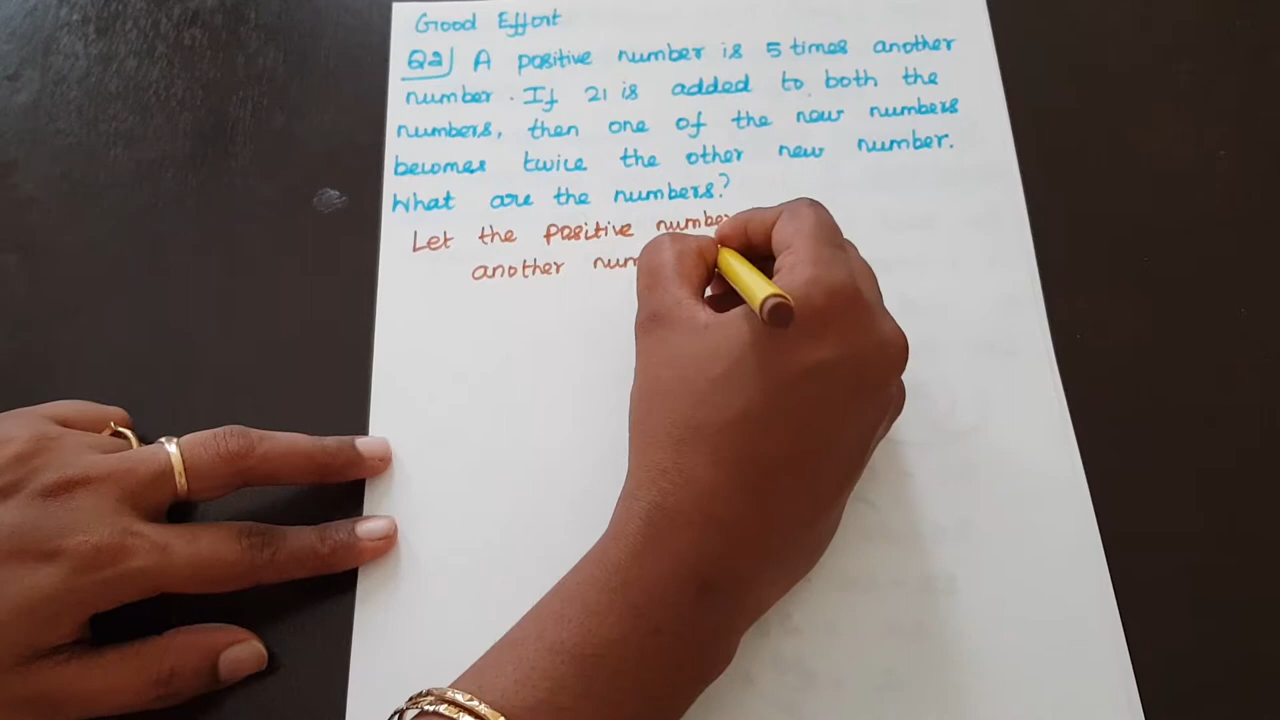 Good Effort
Q2) A positive number is 5 times another
number. If 21 is added to both the
numbers, then one of the new numbers
becomes twice the other new number.
What are the numbers?
Let the positive number
another